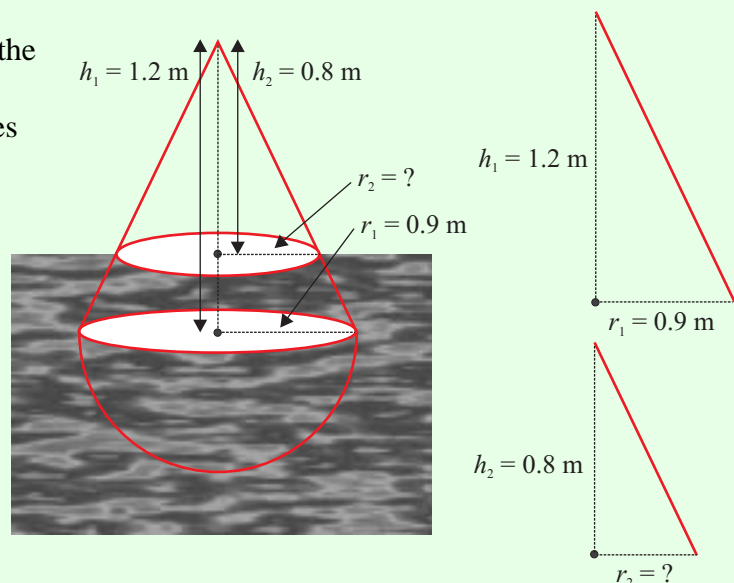 the
es
h₁ = 1.2 m
h₂ = 0.8 m
r₂ = ?
r₁ = 0.9 m
h₁ = 1.2 m
r₁ = 0.9 m
h₂ = 0.8 m
r₂ = ?